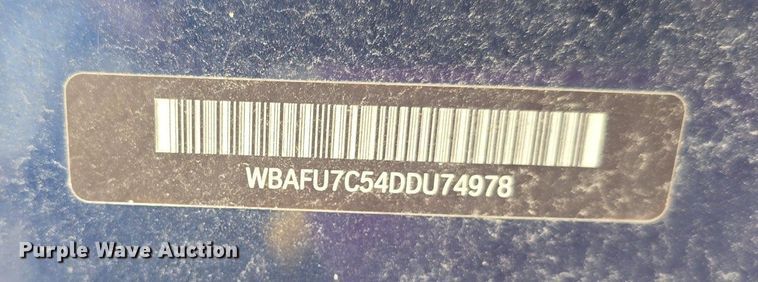 WBAFU7C54DDU74978
Purple Wave Auction